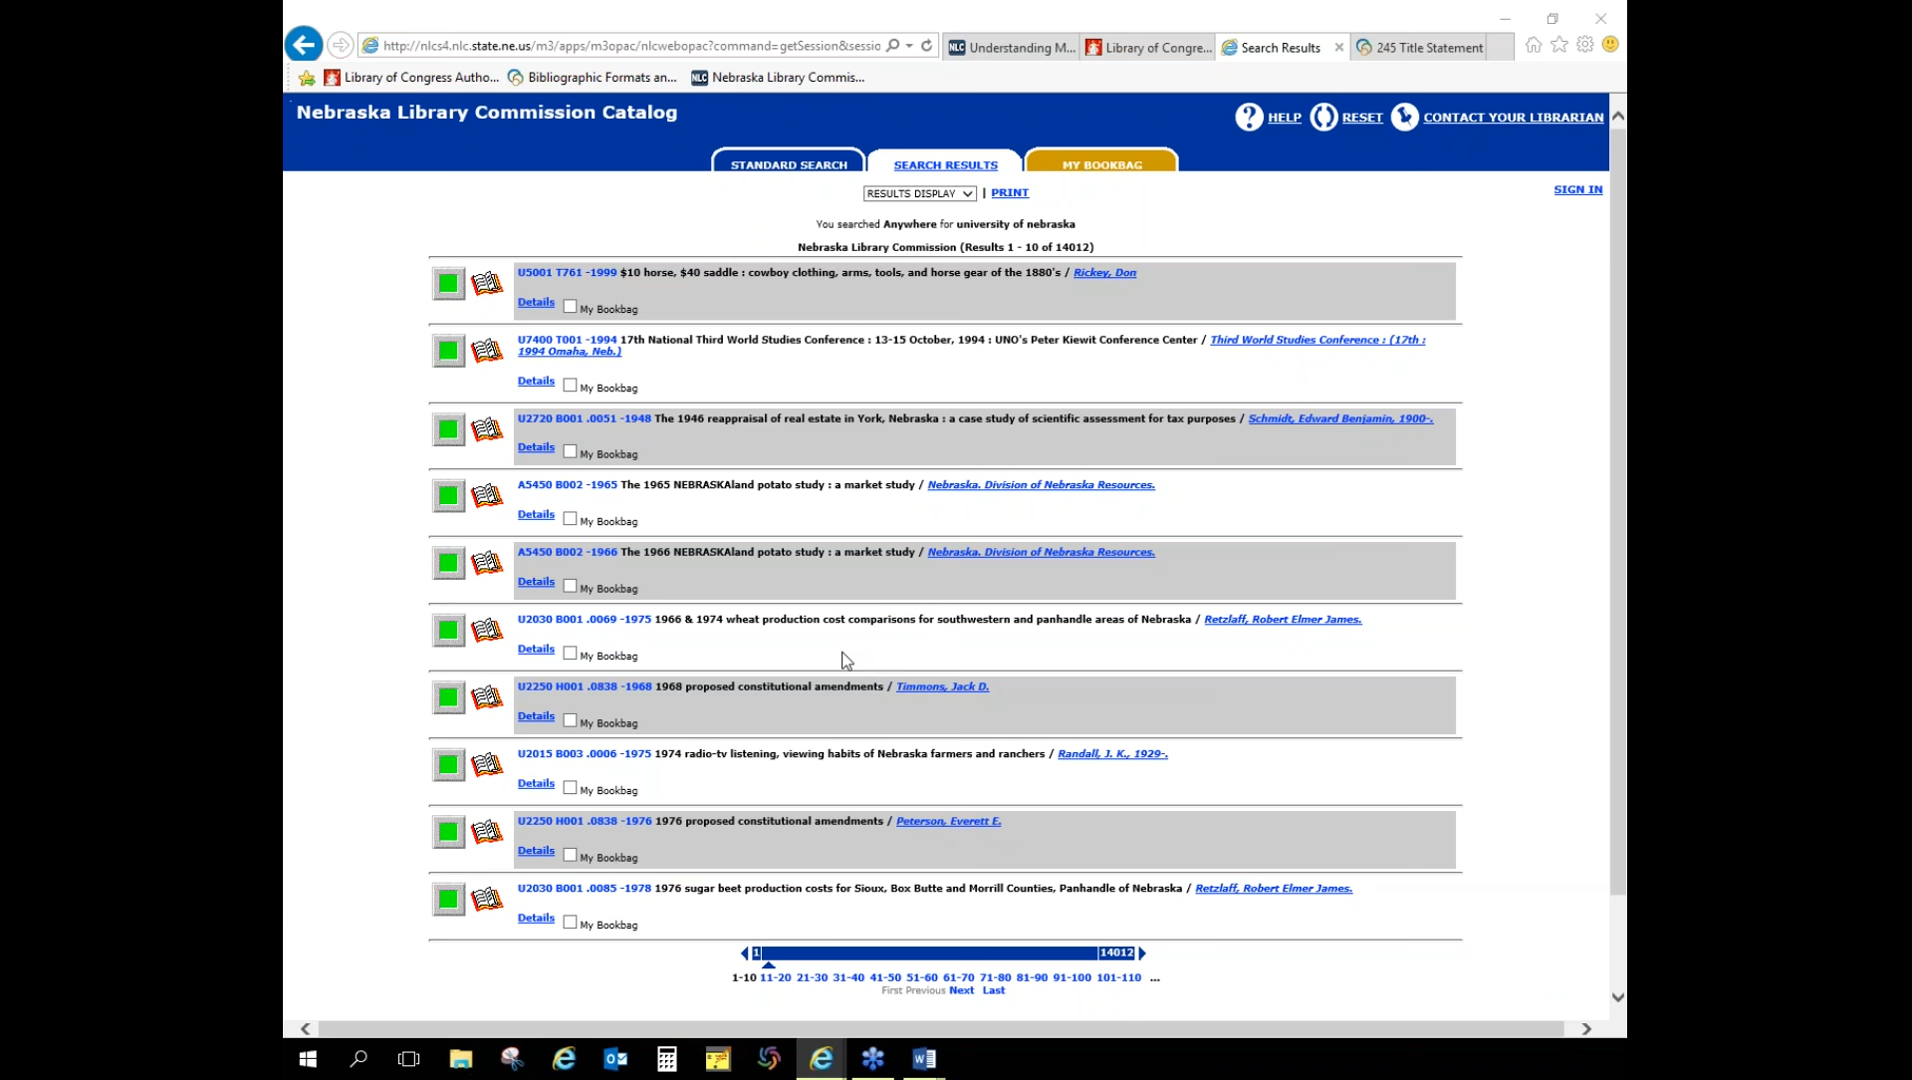 http://nlcs4.nlc.state.ne.us/m3/apps/m3opac/nlcwebopac?command=getSession&sessio
Understanding M...
Library of Congre...
Search Results
245 Title Statement
Library of Congress Autho...
Bibliographic Formats an...
Nebraska Library Commis...
Nebraska Library Commission Catalog
HELP
RESET
CONTACT YOUR LIBRARIAN
STANDARD SEARCH
SEARCH RESULTS
MY BOOKBAG
RESULTS DISPLAY | PRINT
SIGN IN
You searched Anywhere for university of nebraska
Nebraska Library Commission (Results 1 - 10 of 14012)
U5001 T761 -1999 $10 horse, $40 saddle : cowboy clothing, arms, tools, and horse gear of the 1880's / Rickey, Don
Details My Bookbag
U7400 T001 -1994 17th National Third World Studies Conference : 13-15 October, 1994 : UNO's Peter Kiewit Conference Center / Third World Studies Conference : (17th :
1994 Omaha, Neb.)
Details My Bookbag
U2720 B001 .0051 -1948 The 1946 reappraisal of real estate in York, Nebraska : a case study of scientific assessment for tax purposes / Schmidt, Edward Benjamin, 1900-.
Details My Bookbag
A5450 B002 -1965 The 1965 NEBRASKAland potato study : a market study / Nebraska. Division of Nebraska Resources.
Details My Bookbag
A5450 B002 -1966 The 1966 NEBRASKAland potato study : a market study / Nebraska. Division of Nebraska Resources.
Details My Bookbag
U2030 B001 .0069 -1975 1966 & 1974 wheat production cost comparisons for southwestern and panhandle areas of Nebraska / Retzlaff, Robert Elmer James.
Details My Bookbag
U2250 H001 .0838 -1968 1968 proposed constitutional amendments / Timmons, Jack D.
Details My Bookbag
U2015 B003 .0006 -1975 1974 radio-tv listening, viewing habits of Nebraska farmers and ranchers / Randall, J. K., 1929-.
Details My Bookbag
U2250 H001 .0838 -1976 1976 proposed constitutional amendments / Peterson, Everett E.
Details My Bookbag
U2030 B001 .0085 -1978 1976 sugar beet production costs for Sioux, Box Butte and Morrill Counties, Panhandle of Nebraska / Retzlaff, Robert Elmer James.
Details My Bookbag
1 14012
1-10 11-20 21-30 31-40 41-50 51-60 61-70 71-80 81-90 91-100 101-110 ...
First Previous Next Last